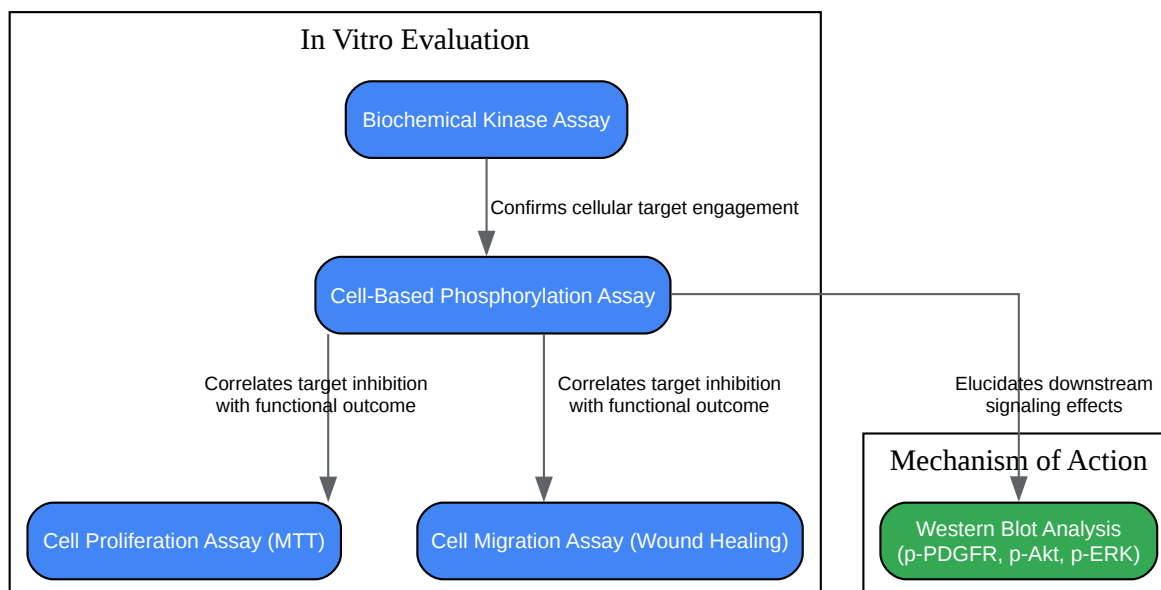 In Vitro Evaluation
Biochemical Kinase Assay
Confirms cellular target engagement
Cell-Based Phosphorylation Assay
Correlates target inhibition
with functional outcome
Correlates target inhibition
with functional outcome
Elucidates downstream
signaling effects
Mechanism of Action
Cell Proliferation Assay (MTT)
Cell Migration Assay (Wound Healing)
Western Blot Analysis
(p-PDGFR, p-Akt, p-ERK)